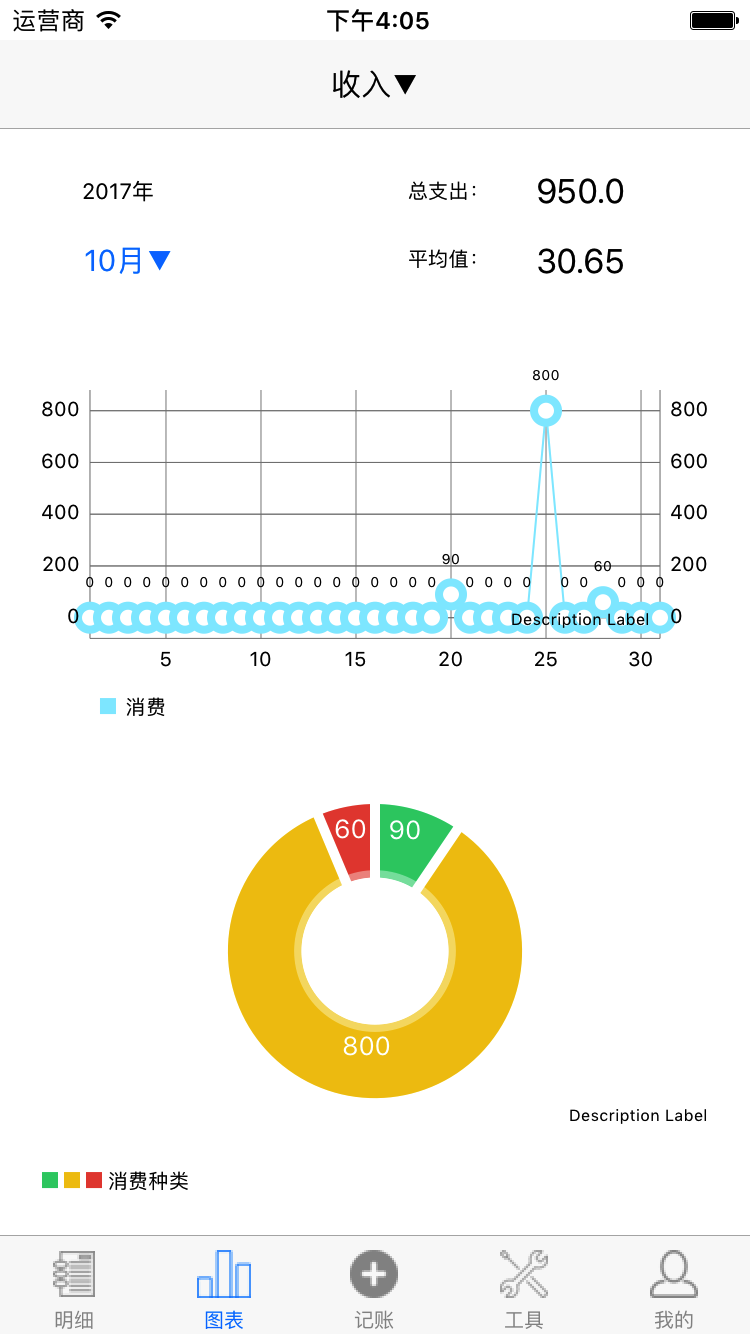 运营商 下午4:05
收入▼
2017年 总支出: 950.0
10月▼ 平均值: 30.65
800
800 800
600 600
400 400
90
200 60 200
0 0 0 0 0 0 0 0 0 0 0 0 0 0 0 0 0 0 0 0 0 0 0 0 0 0 0 0
0 Description Label 0
5 10 15 20 25 30
消费
60 90
800
Description Label
消费种类
明细 图表 记账 工具 我的